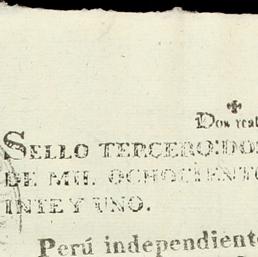 ✠
Dos real
SELLO TERCERO: DOS
DE MIL OCHOCIENTO
INTE Y UNO.
Perú independiente